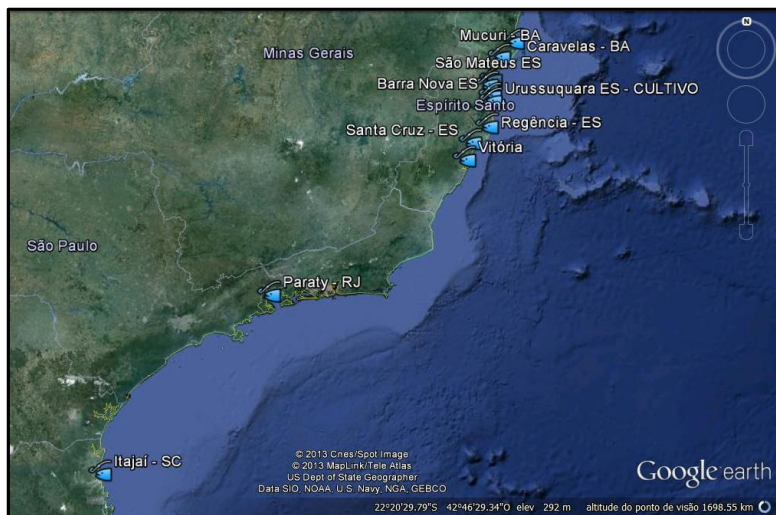 N
Mucuri - BA
Caravelas - BA
Minas Gerais
São Mateus ES
Barra Nova ES
Urussuquara ES - CULTIVO
Espírito Santo
Regência - ES
Santa Cruz - ES
Vitória
São Paulo
Paraty - RJ
Itajaí - SC
© 2013 Cnes/Spot Image
© 2013 MapLink/Tele Atlas
US Dept of State Geographer
Data SIO, NOAA, U.S. Navy, NGA, GEBCO
Google earth
22°20'29.79"S 42°46'29.34"O elev 292 m altitude do ponto de visão 1698.55 km